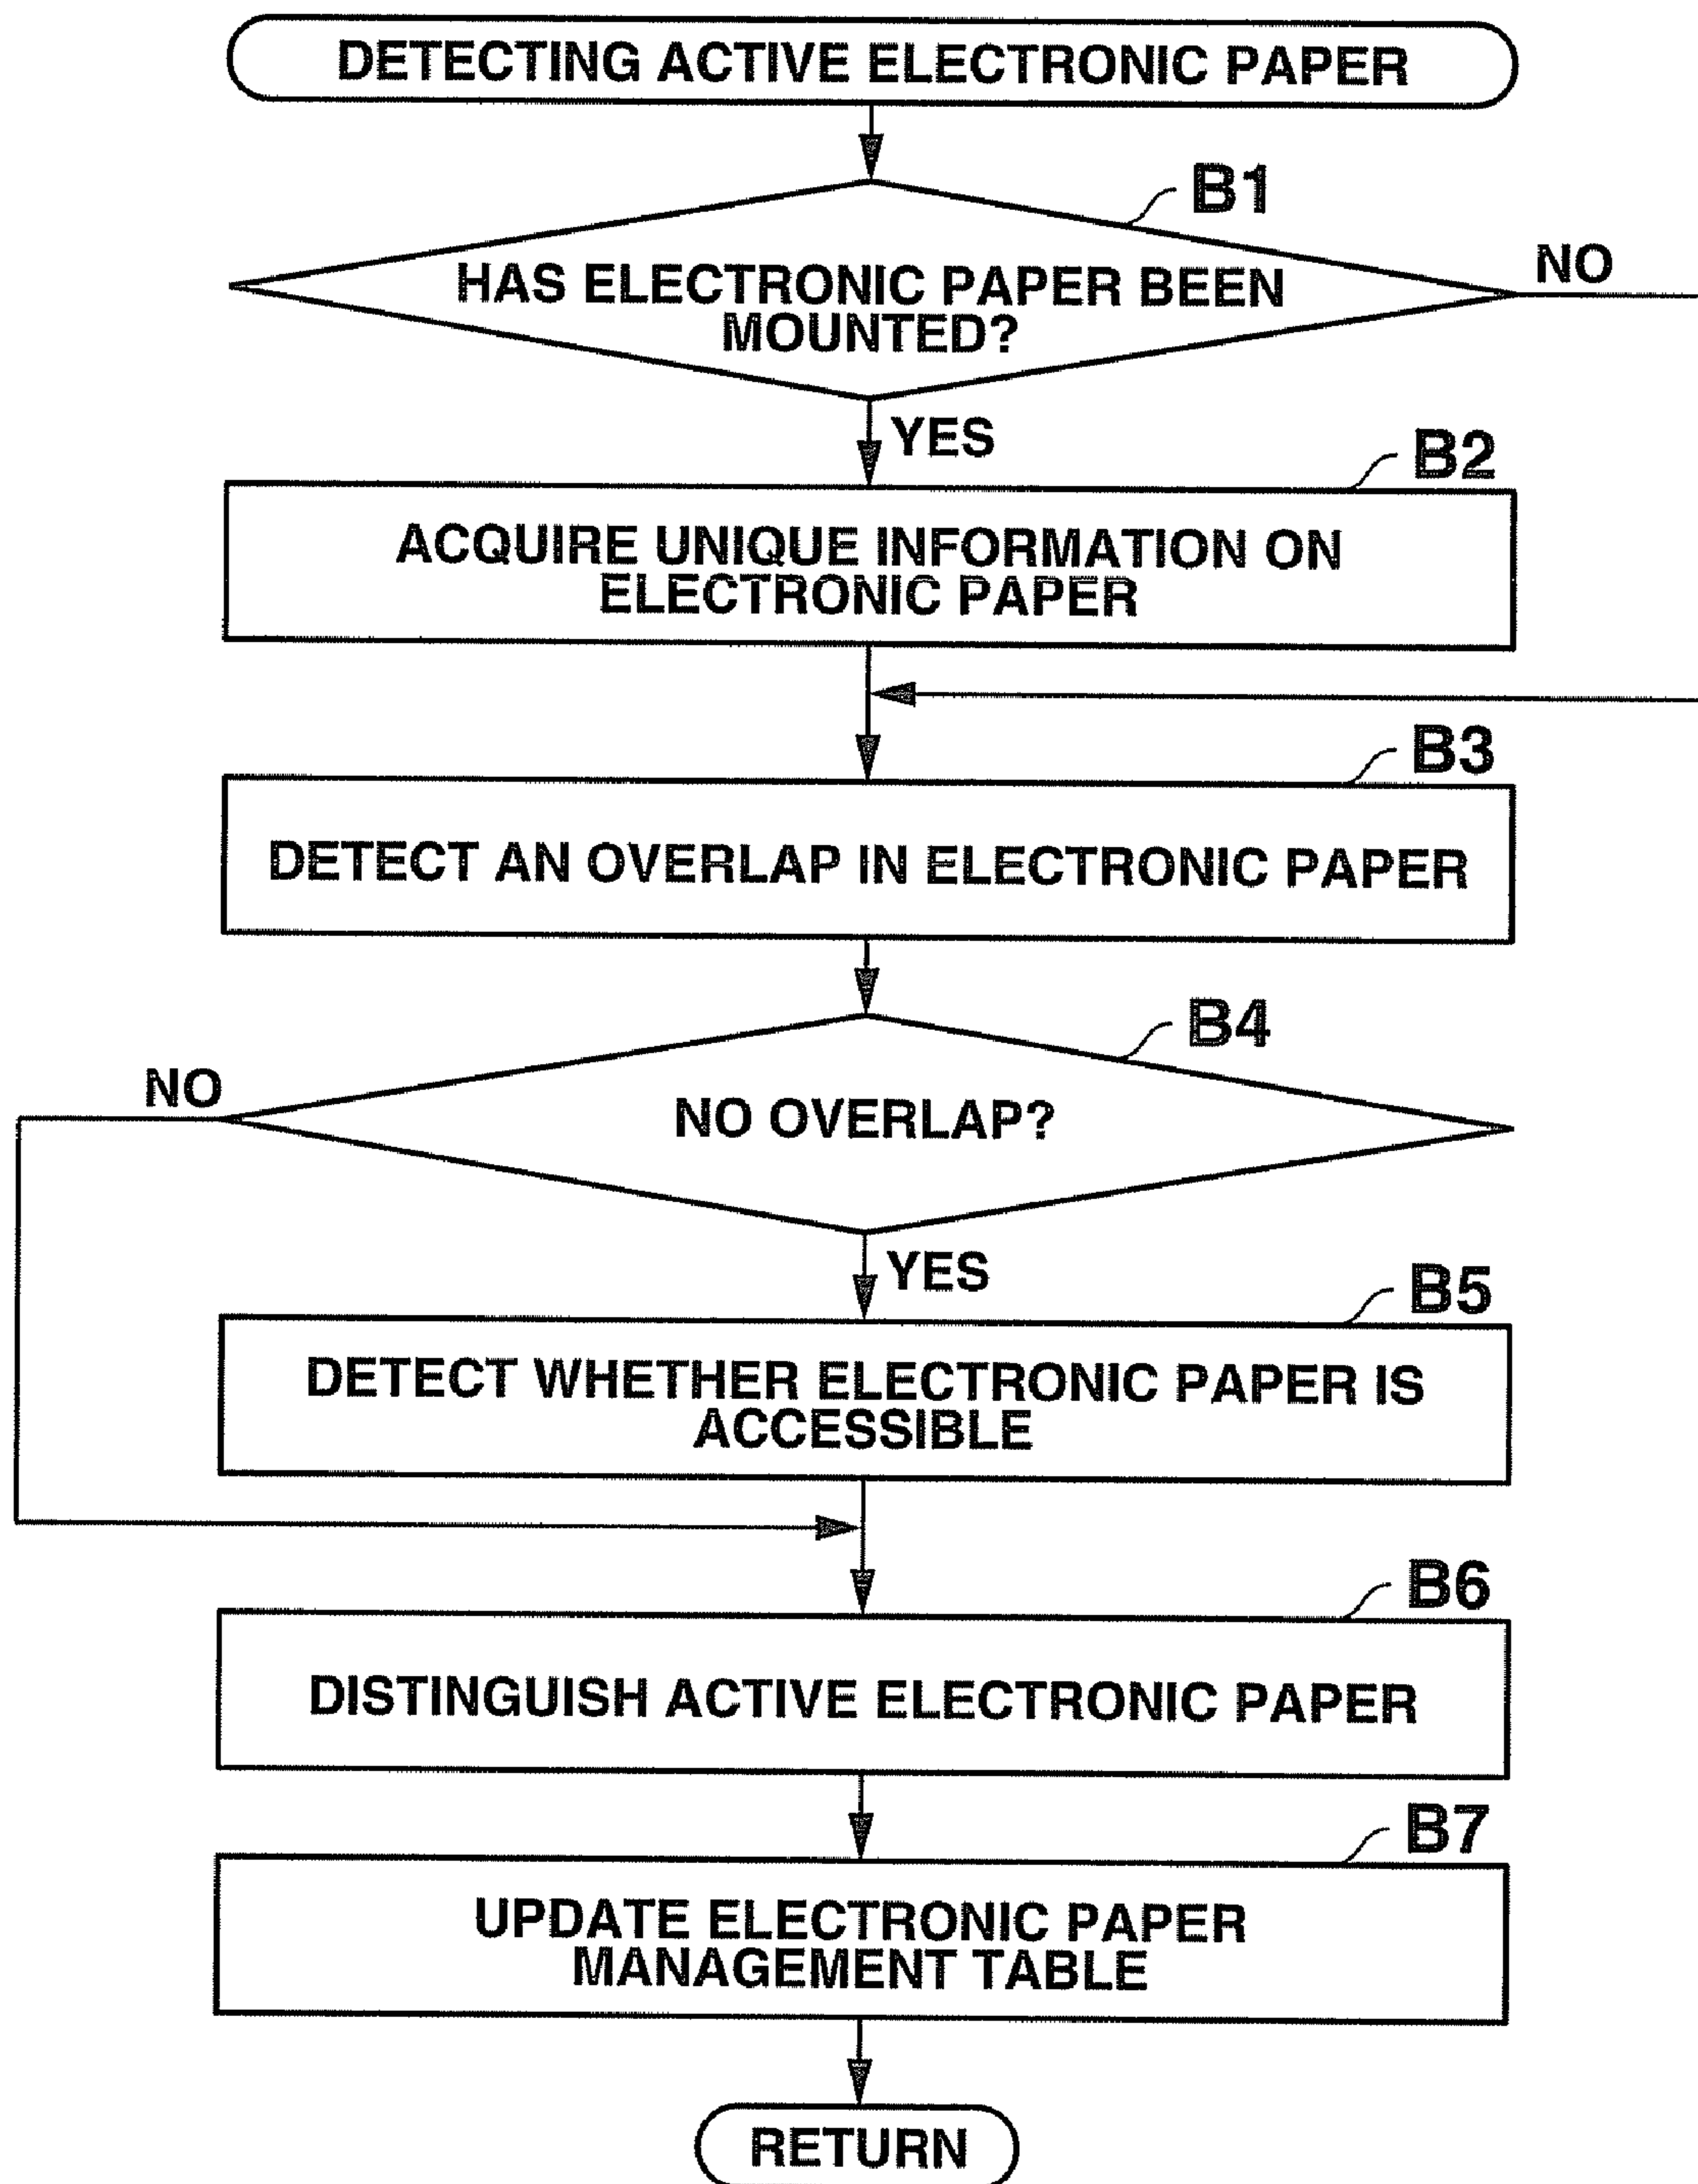 DETECTING ACTIVE ELECTRONIC PAPER
B1
HAS ELECTRONIC PAPER BEEN
MOUNTED?
NO
YES
B2
ACQUIRE UNIQUE INFORMATION ON
ELECTRONIC PAPER
B3
DETECT AN OVERLAP IN ELECTRONIC PAPER
B4
NO
NO OVERLAP?
YES
B5
DETECT WHETHER ELECTRONIC PAPER IS
ACCESSIBLE
B6
DISTINGUISH ACTIVE ELECTRONIC PAPER
B7
UPDATE ELECTRONIC PAPER
MANAGEMENT TABLE
RETURN